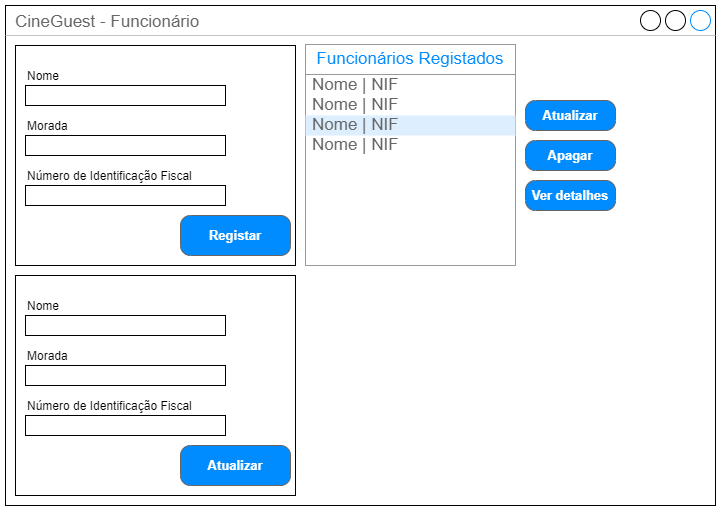 CineGuest - Funcionário
Nome
Morada
Número de Identificação Fiscal
Registar
Funcionários Registados
Nome | NIF
Nome | NIF
Nome | NIF
Nome | NIF
Atualizar
Apagar
Ver detalhes
Nome
Morada
Número de Identificação Fiscal
Atualizar